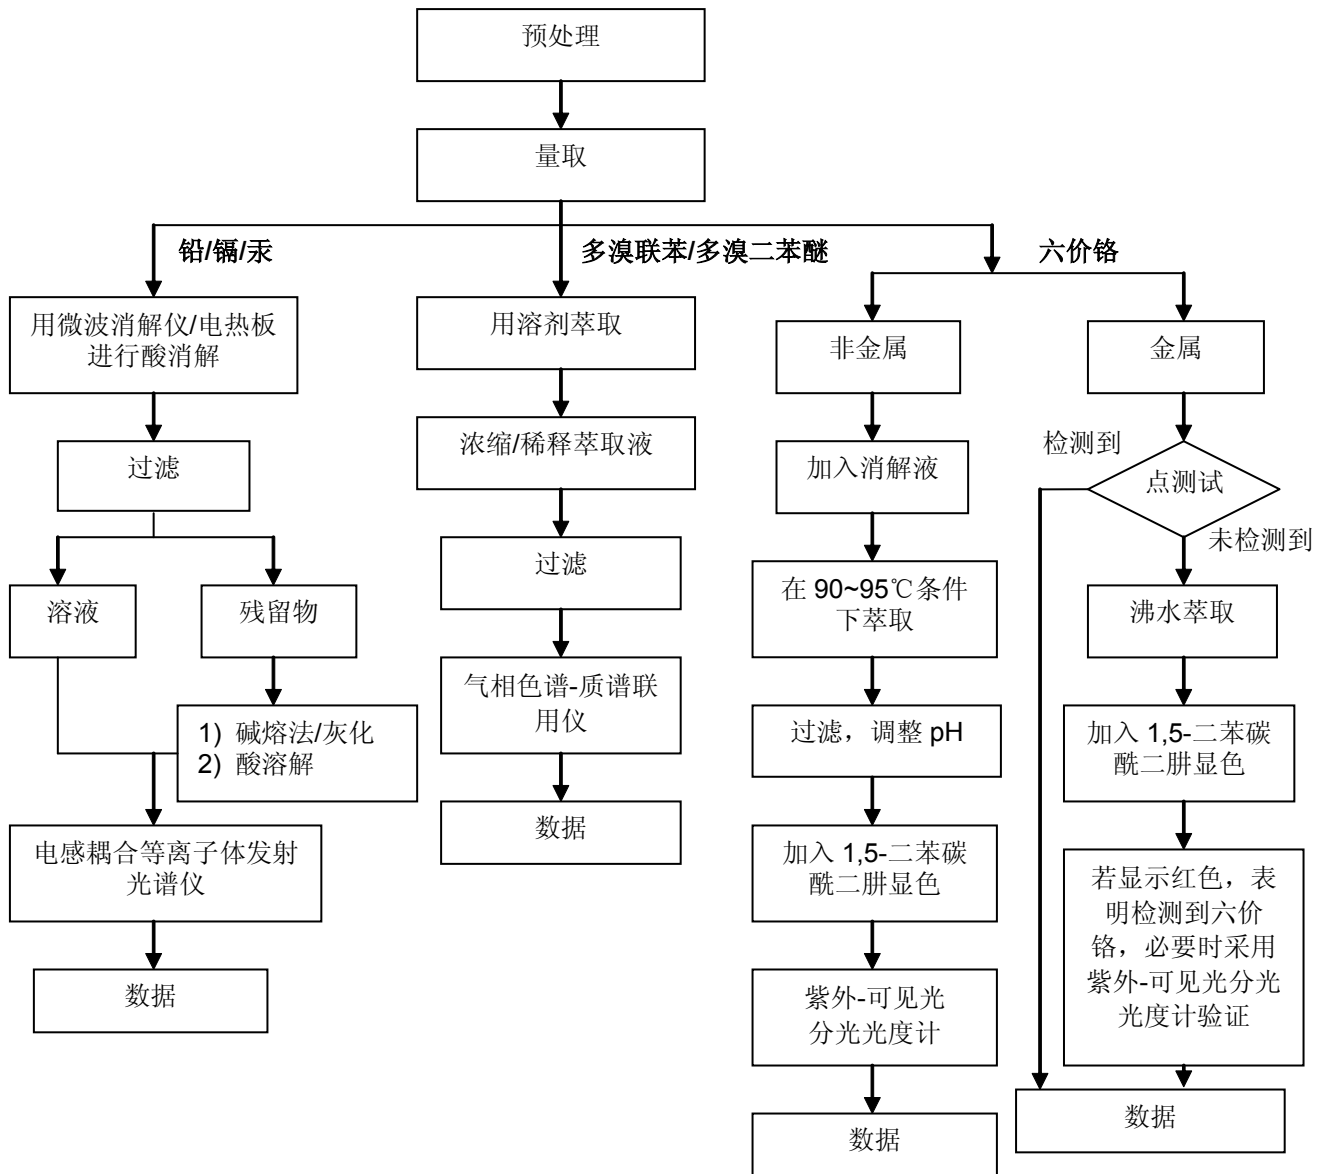 预处理
量取
铅/镉/汞
多溴联苯/多溴二苯醚
六价铬
用微波消解仪/电热板
进行酸消解
过滤
溶液
残留物
1) 碱熔法/灰化
2) 酸溶解
电感耦合等离子体发射
光谱仪
数据
用溶剂萃取
浓缩/稀释萃取液
过滤
气相色谱-质谱联
用仪
数据
非金属
加入消解液
在 90~95℃条件
下萃取
过滤，调整 pH
加入 1,5-二苯碳
酰二肼显色
紫外-可见光
分光光度计
数据
金属
检测到
点测试
未检测到
沸水萃取
加入 1,5-二苯碳
酰二肼显色
若显示红色，表
明检测到六价
铬，必要时采用
紫外-可见光分光
光度计验证
数据